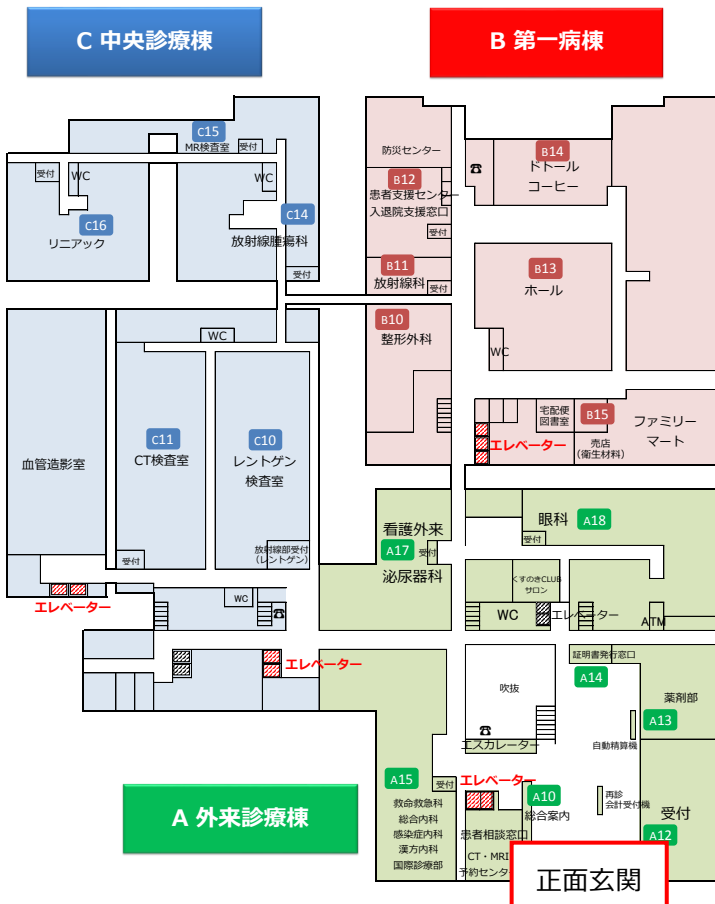 C 中央診療棟
B 第一病棟
C15
MR検査室
受付
受付
WC
WC
C16
リニアック
C14
放射線腫瘍科
受付
防災センター
B12
患者支援センター
入退院支援窓口
受付
B11
放射線科
受付
☎
B14
ドトール
コーヒー
B13
ホール
WC
B10
整形外科
WC
血管造影室
C11
CT検査室
受付
C10
レントゲン
検査室
放射線部受付
(レントゲン)
エレベーター
宅配便
図書室
B15
売店
(衛生材料)
ファミリー
マート
エレベーター
看護外来
A17
受付
泌尿器科
眼科
A18
受付
くすのきCLUB
サロン
WC
エレベーター
ATM
WC
☎
エレベーター
証明書発行窓口
A14
吹抜
☎
エスカレーター
薬剤部
A13
自動精算機
A15
受付
救命救急科
総合内科
感染症内科
漢方内科
国際診療部
エレベーター
A10
総合案内
再診
会計受付機
受付
A12
患者相談窓口
CT・MRI
予約センター
A 外来診療棟
正面玄関